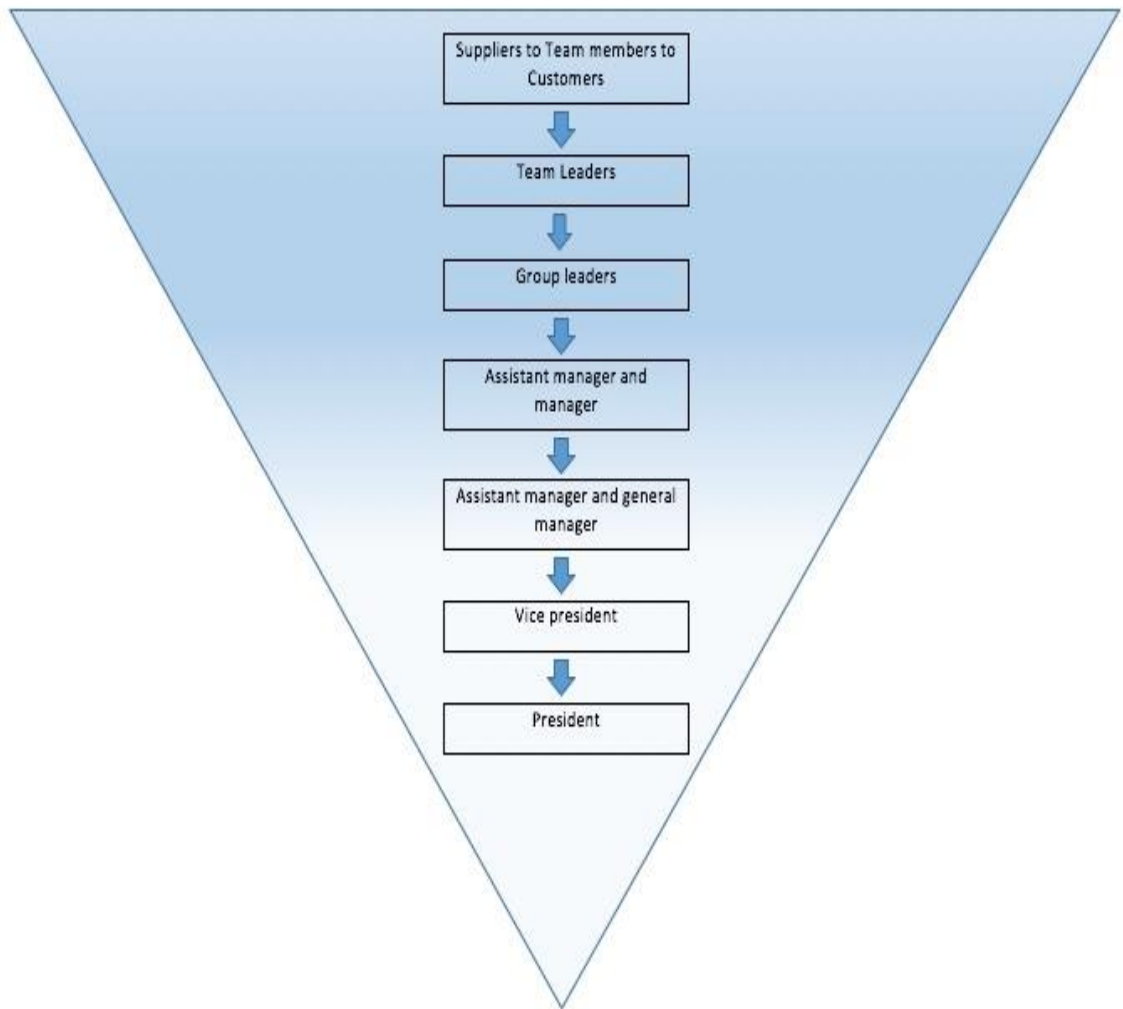 Suppliers to Team members to
Customers
Team Leaders
Group leaders
Assistant manager and
manager
Assistant manager and general
manager
Vice president
President